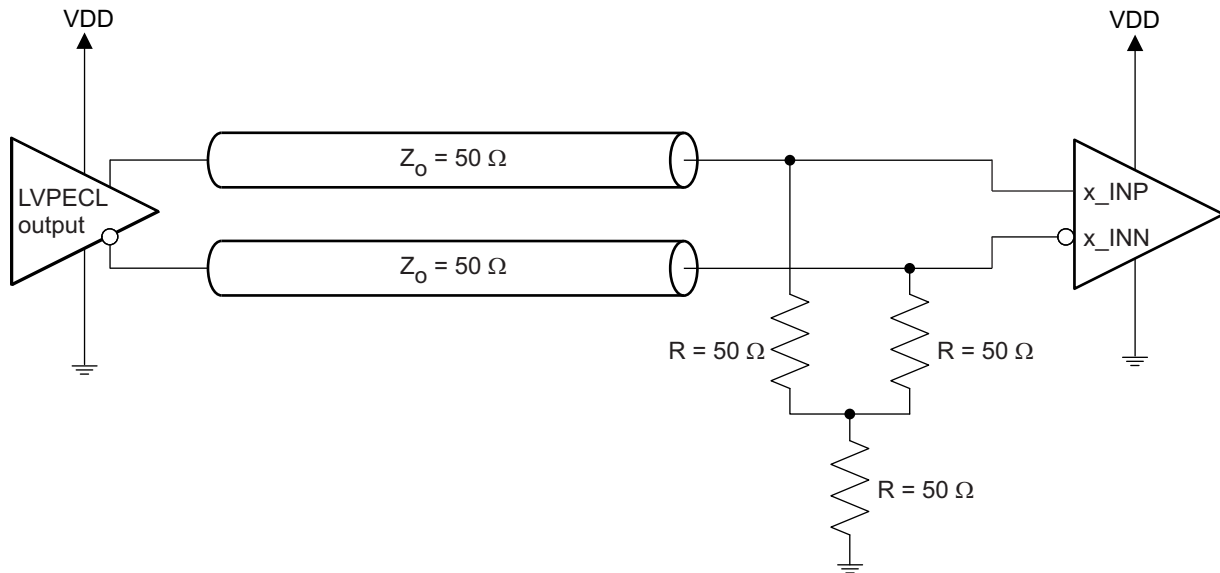 VDD
VDD
LVPECL
output
Zo = 50 Ω
Zo = 50 Ω
x_INP
x_INN
R = 50 Ω
R = 50 Ω
R = 50 Ω